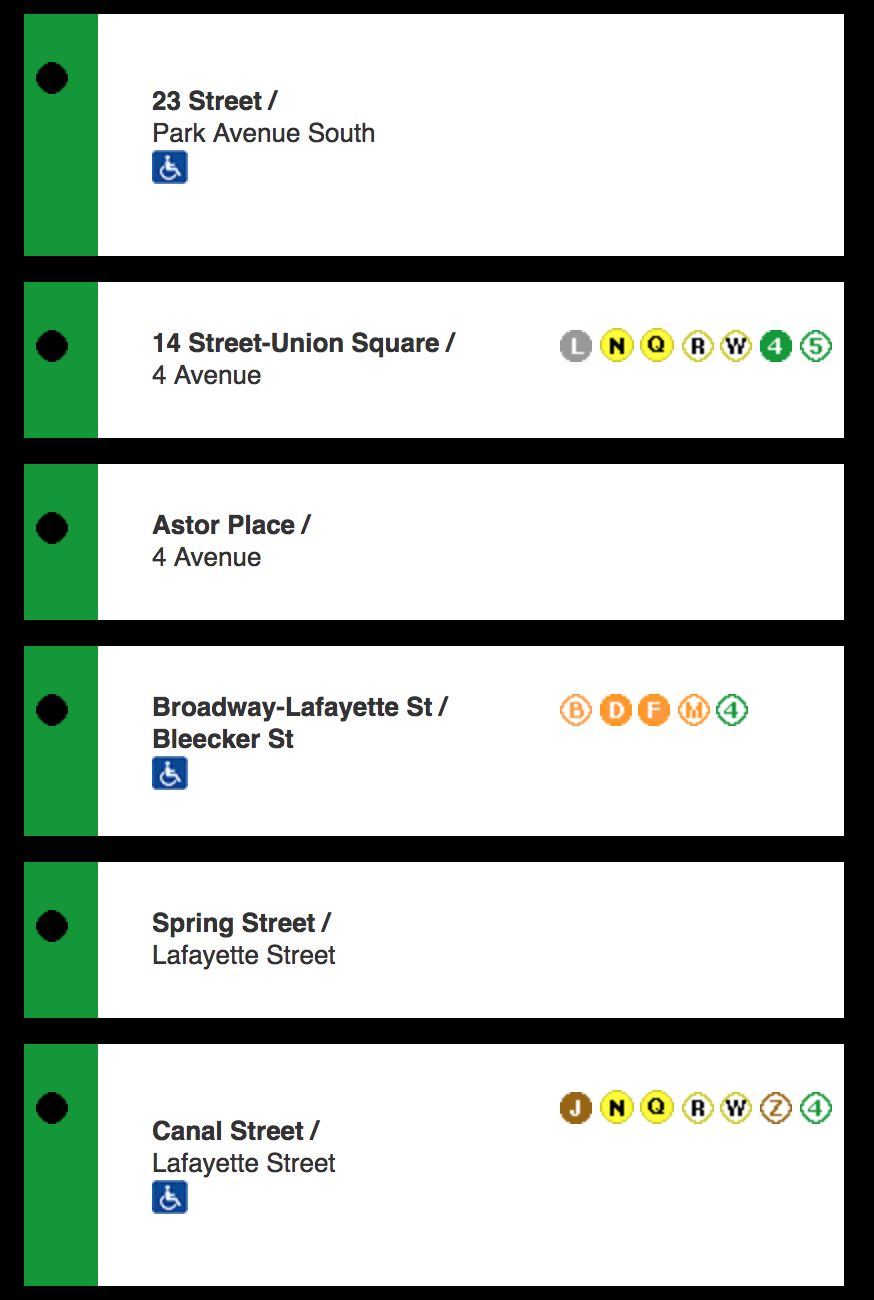 23 Street /
Park Avenue South
14 Street-Union Square /
4 Avenue
L N Q R W 4 5
Astor Place /
4 Avenue
Broadway-Lafayette St /
Bleecker St
B D F M 4
Spring Street /
Lafayette Street
J N Q R W Z 4
Canal Street /
Lafayette Street